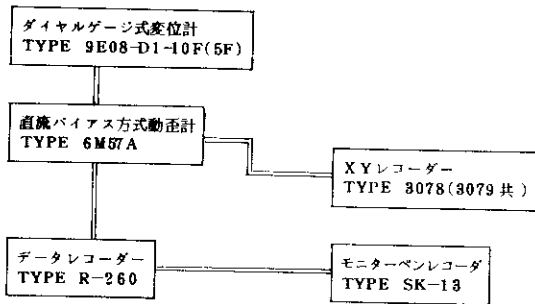 ダイヤルゲージ式変位計
TYPE 9E08-D1-10F(5F)
直流バイアス方式動歪計
TYPE 6M57A
XYレコーダー
TYPE 3078(3079共)
データレコーダー
TYPE R-260
モニターペンレコーダ
TYPE SK-13